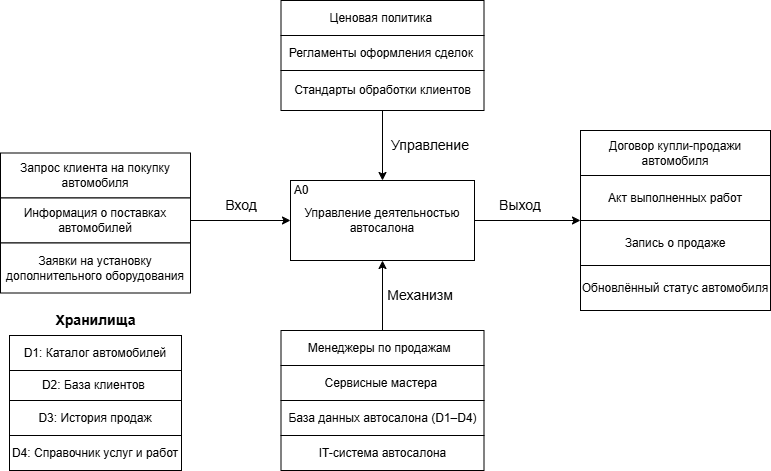 Ценовая политика
Регламенты оформления сделок
Стандарты обработки клиентов
Управление
Запрос клиента на покупку
автомобиля
Информация о поставках
автомобилей
Заявки на установку
дополнительного оборудования
Вход
A0
Управление деятельностью
автосалона
Выход
Договор купли-продажи
автомобиля
Акт выполненных работ
Запись о продаже
Обновлённый статус автомобиля
Механизм
Менеджеры по продажам
Сервисные мастера
База данных автосалона (D1–D4)
IT-система автосалона
Хранилища
D1: Каталог автомобилей
D2: База клиентов
D3: История продаж
D4: Справочник услуг и работ